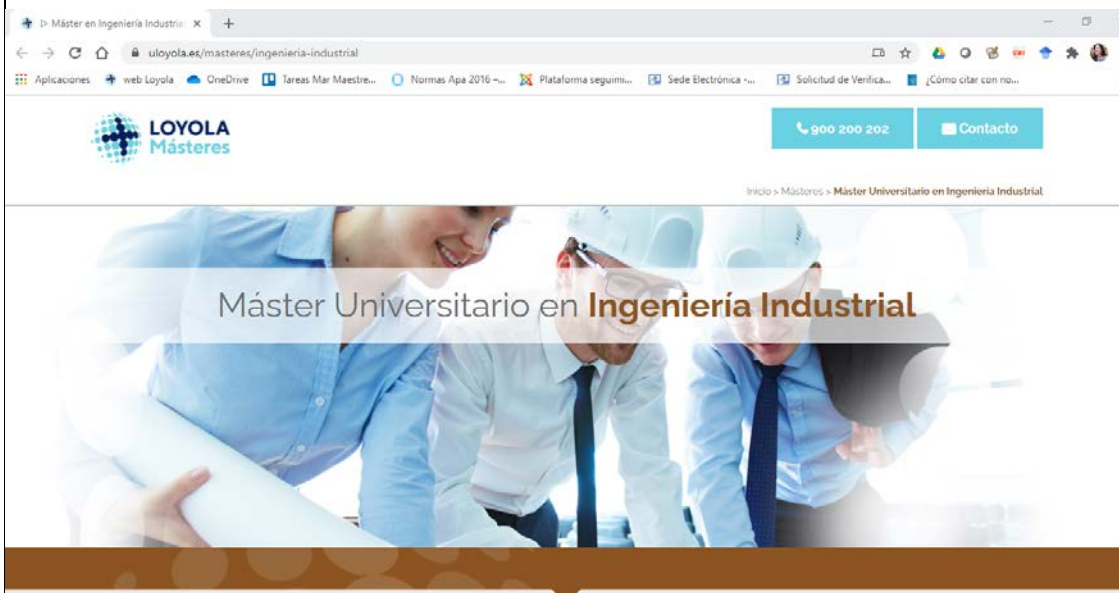 ▷ Máster en Ingeniería Industria
uloyola.es/masteres/ingenieria-industrial
Aplicaciones web Loyola OneDrive Tareas Mar Maestre... Normas Apa 2016 –... Plataforma seguimi... Sede Electrónica -... Solicitud de Verifica... ¿Cómo citar con no...
LOYOLA
Másteres
900 200 202
Contacto
Inicio > Másteres > Máster Universitario en Ingeniería Industrial
Máster Universitario en Ingeniería Industrial